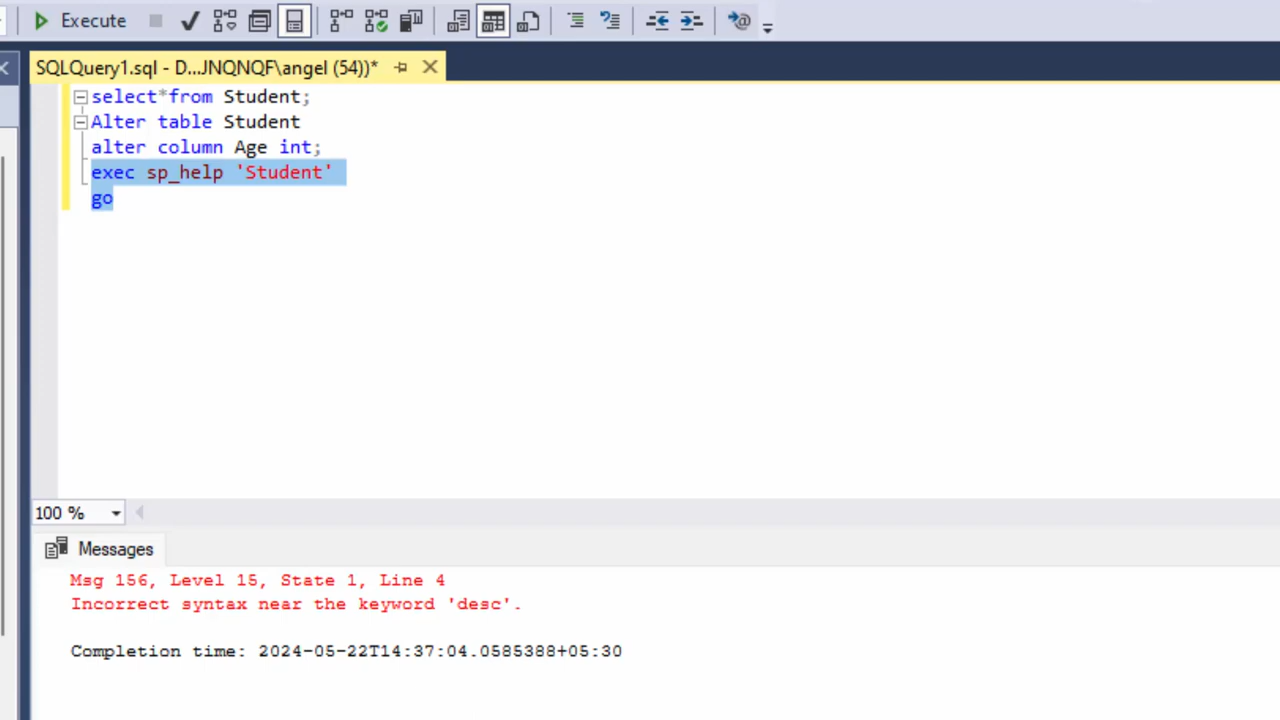 Execute
SQLQuery1.sql - D...JNQNQF\angel (54))*
select*from Student;
Alter table Student
alter column Age int;
exec sp_help 'Student'
go
100 %
Messages
Msg 156, Level 15, State 1, Line 4
Incorrect syntax near the keyword 'desc'.
Completion time: 2024-05-22T14:37:04.0585388+05:30